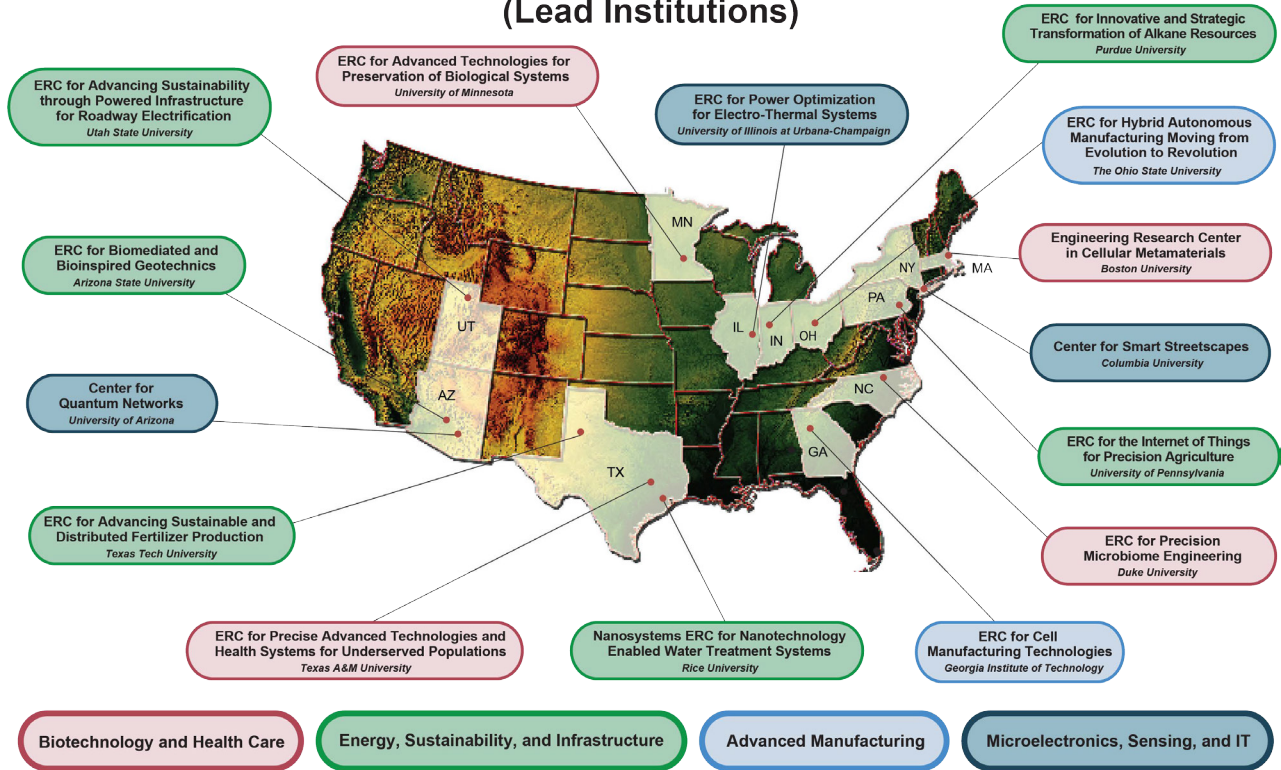 (Lead Institutions)
ERC for Innovative and Strategic
Transformation of Alkane Resources
Purdue University
ERC for Advanced Technologies for
Preservation of Biological Systems
University of Minnesota
ERC for Advancing Sustainability
through Powered Infrastructure
for Roadway Electrification
Utah State University
ERC for Power Optimization
for Electro-Thermal Systems
University of Illinois at Urbana-Champaign
ERC for Hybrid Autonomous
Manufacturing Moving from
Evolution to Revolution
The Ohio State University
ERC for Biomediated and
Bioinspired Geotechnics
Arizona State University
Engineering Research Center
in Cellular Metamaterials
Boston University
MN
NY
MA
PA
UT
IL
IN
OH
Center for Smart Streetscapes
Columbia University
Center for
Quantum Networks
University of Arizona
AZ
NC
GA
TX
ERC for the Internet of Things
for Precision Agriculture
University of Pennsylvania
ERC for Advancing Sustainable and
Distributed Fertilizer Production
Texas Tech University
ERC for Precision
Microbiome Engineering
Duke University
ERC for Precise Advanced Technologies and
Health Systems for Underserved Populations
Texas A&M University
Nanosystems ERC for Nanotechnology
Enabled Water Treatment Systems
Rice University
ERC for Cell
Manufacturing Technologies
Georgia Institute of Technology
Biotechnology and Health Care
Energy, Sustainability, and Infrastructure
Advanced Manufacturing
Microelectronics, Sensing, and IT